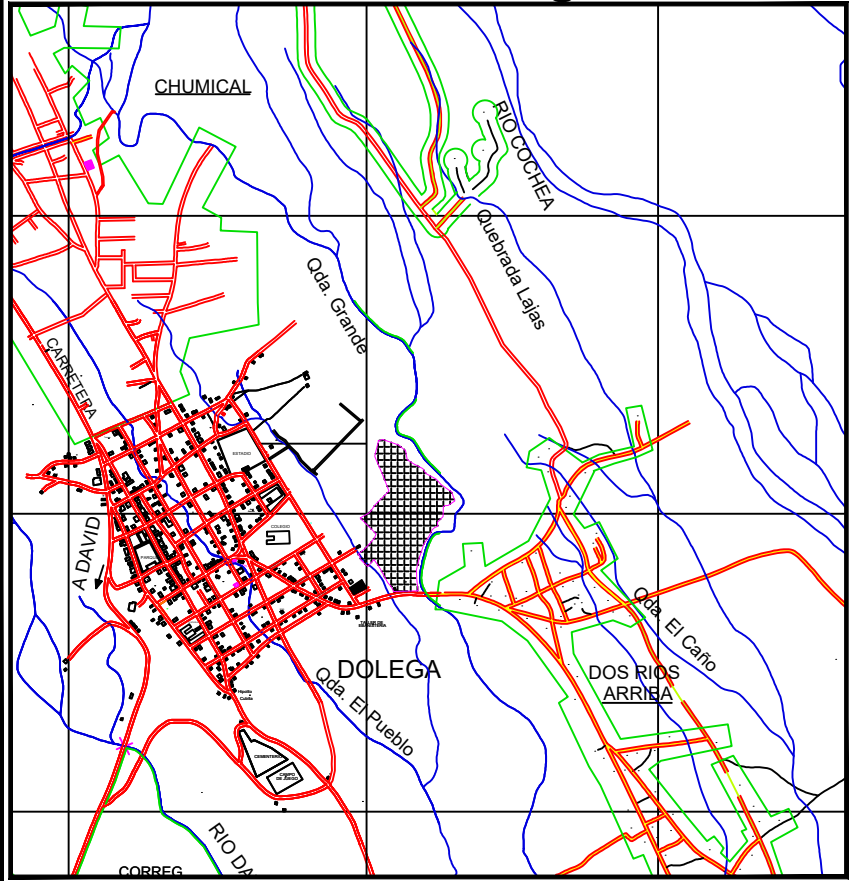 CHUMICAL
RIO COCHEA
Quebrada Lajas
Qda. Grande
CARRETERA
ESTADIO
COLEGIO
A DAVID
Qda. El Caño
DOLEGA
DOS RIOS
ARRIBA
Qda. El Pueblo
CEMENTERIO
CAMPO
DE JUEGO
RIO DA
CORREG